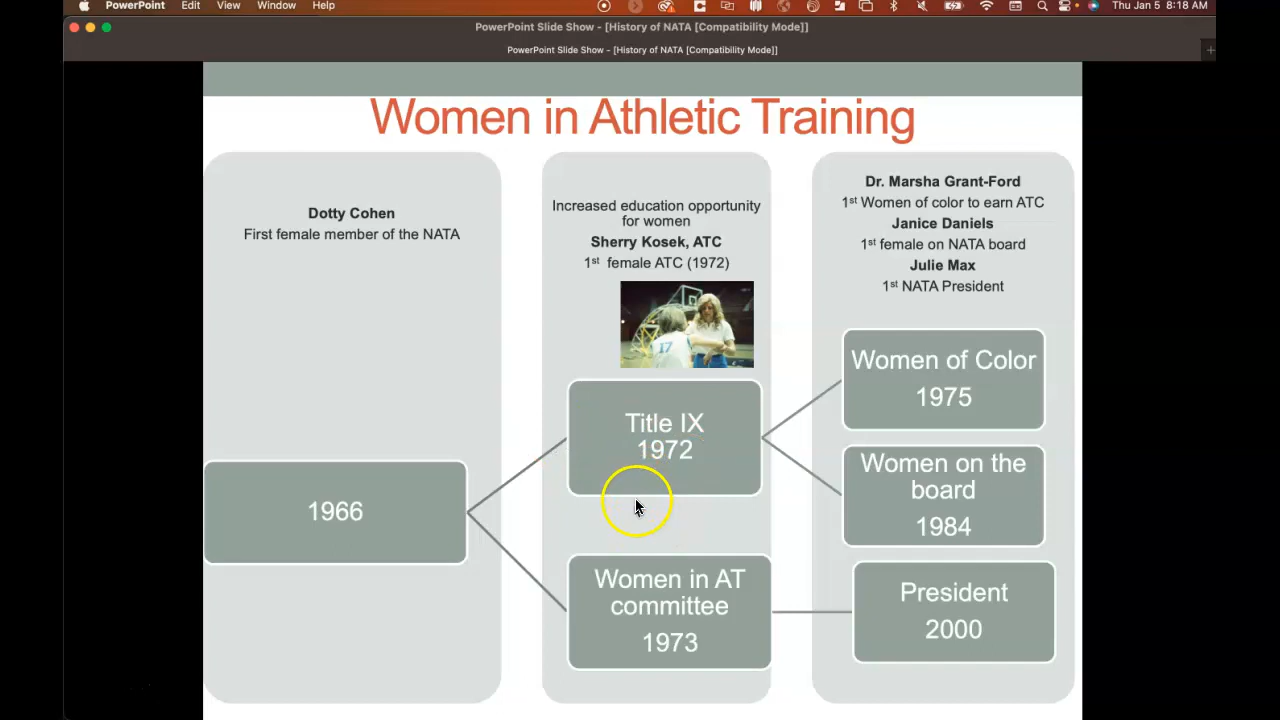 PowerPoint Edit View Window Help Thu Jan 5 8:18 AM
PowerPoint Slide Show - [History of NATA [Compatibility Mode]]
PowerPoint Slide Show - [History of NATA [Compatibility Mode]]
Women in Athletic Training
Dotty Cohen
First female member of the NATA
1966
Increased education opportunity
for women
Sherry Kosek, ATC
1st female ATC (1972)
17
Title IX
1972
Women in AT
committee
1973
Dr. Marsha Grant-Ford
1st Women of color to earn ATC
Janice Daniels
1st female on NATA board
Julie Max
1st NATA President
Women of Color
1975
Women on the
board
1984
President
2000